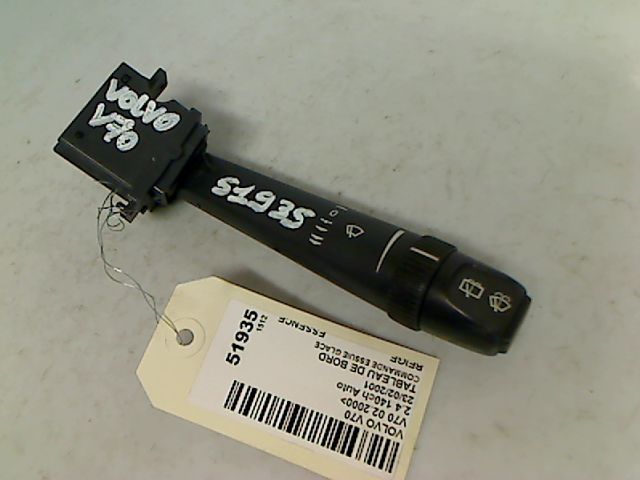 VOLVO
V70
51935
51935
1512
ESSENCE
BEIGE
COMMANDE ESSUIE GLACE
TABLEAU DE BORD
23/02/2001
2.4 140ch Auto
V70 02.2000>
VOLVO V70